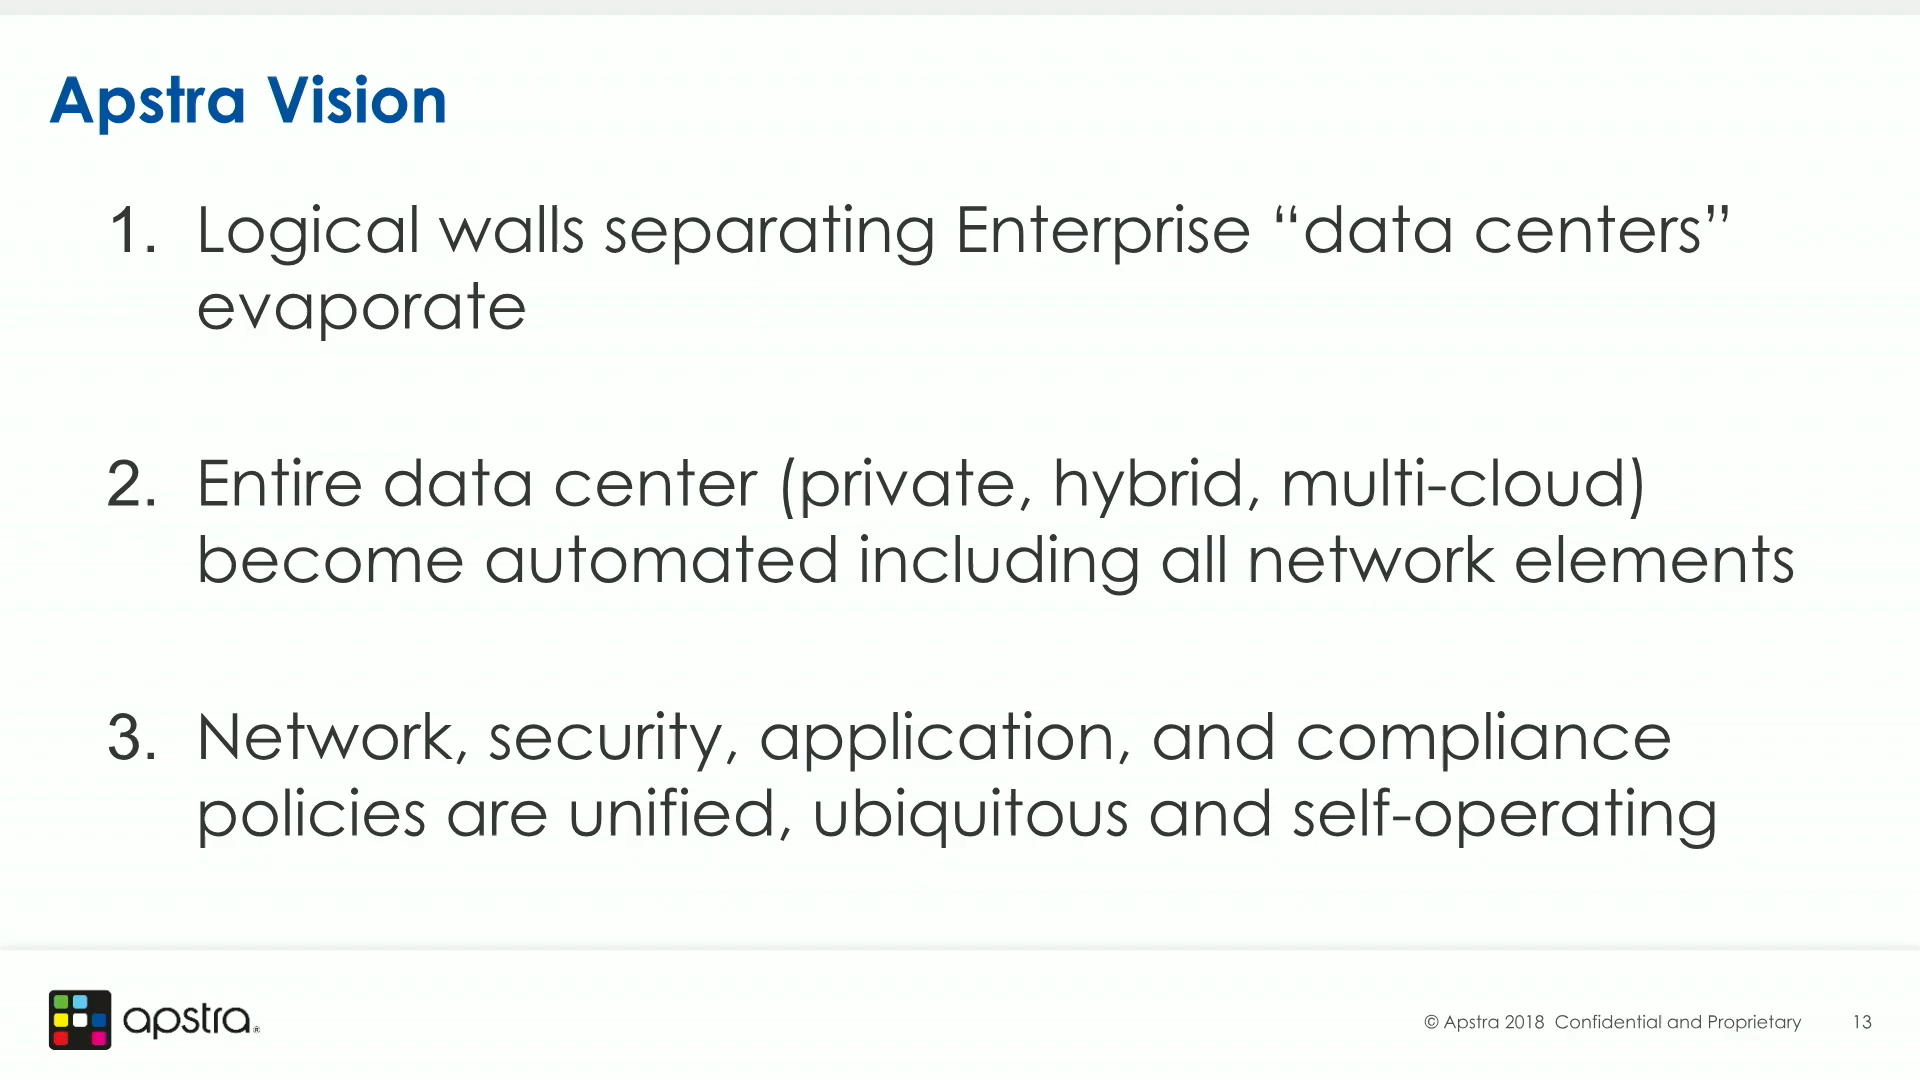 Apstra Vision
1. Logical walls separating Enterprise “data centers”
evaporate
2. Entire data center (private, hybrid, multi-cloud)
become automated including all network elements
3. Network, security, application, and compliance
policies are unified, ubiquitous and self-operating
apstra®
© Apstra 2018 Confidential and Proprietary 13